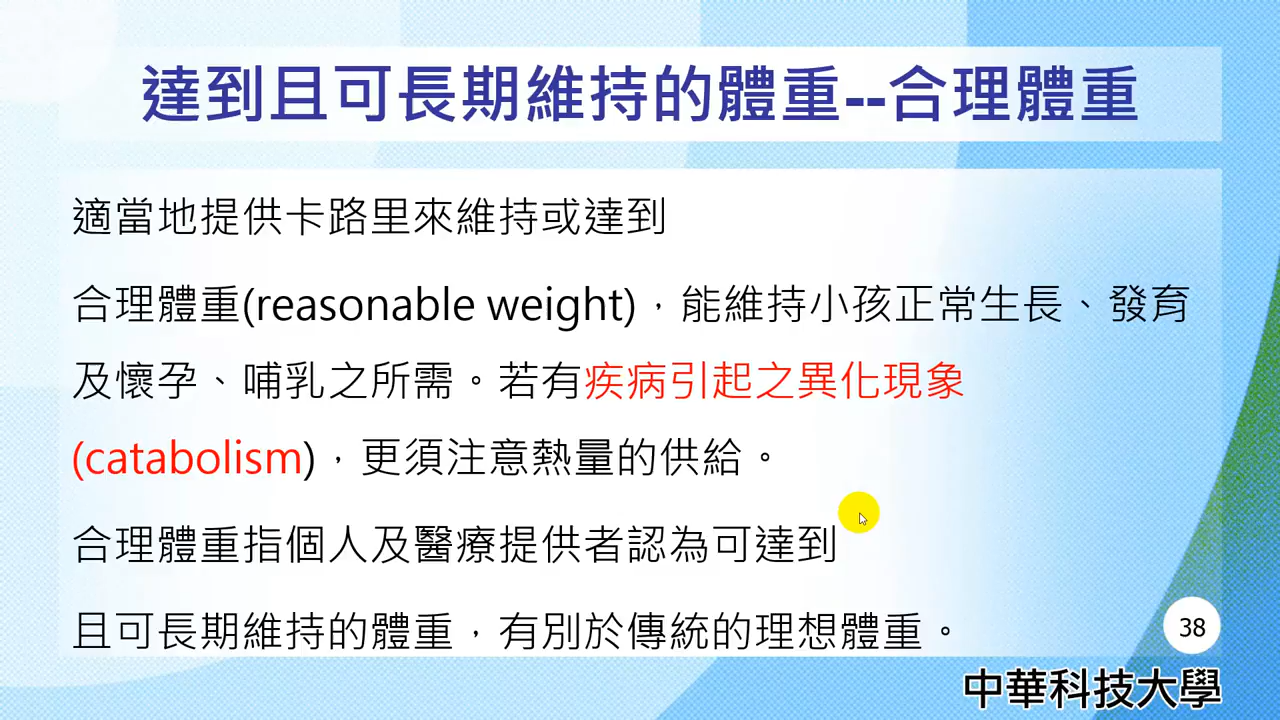 達到且可長期維持的體重--合理體重
適當地提供卡路里來維持或達到
合理體重(reasonable weight)，能維持小孩正常生長、發育
及懷孕、哺乳之所需。若有疾病引起之異化現象
(catabolism)，更須注意熱量的供給。
合理體重指個人及醫療提供者認為可達到
且可長期維持的體重，有別於傳統的理想體重。
38
中華科技大學